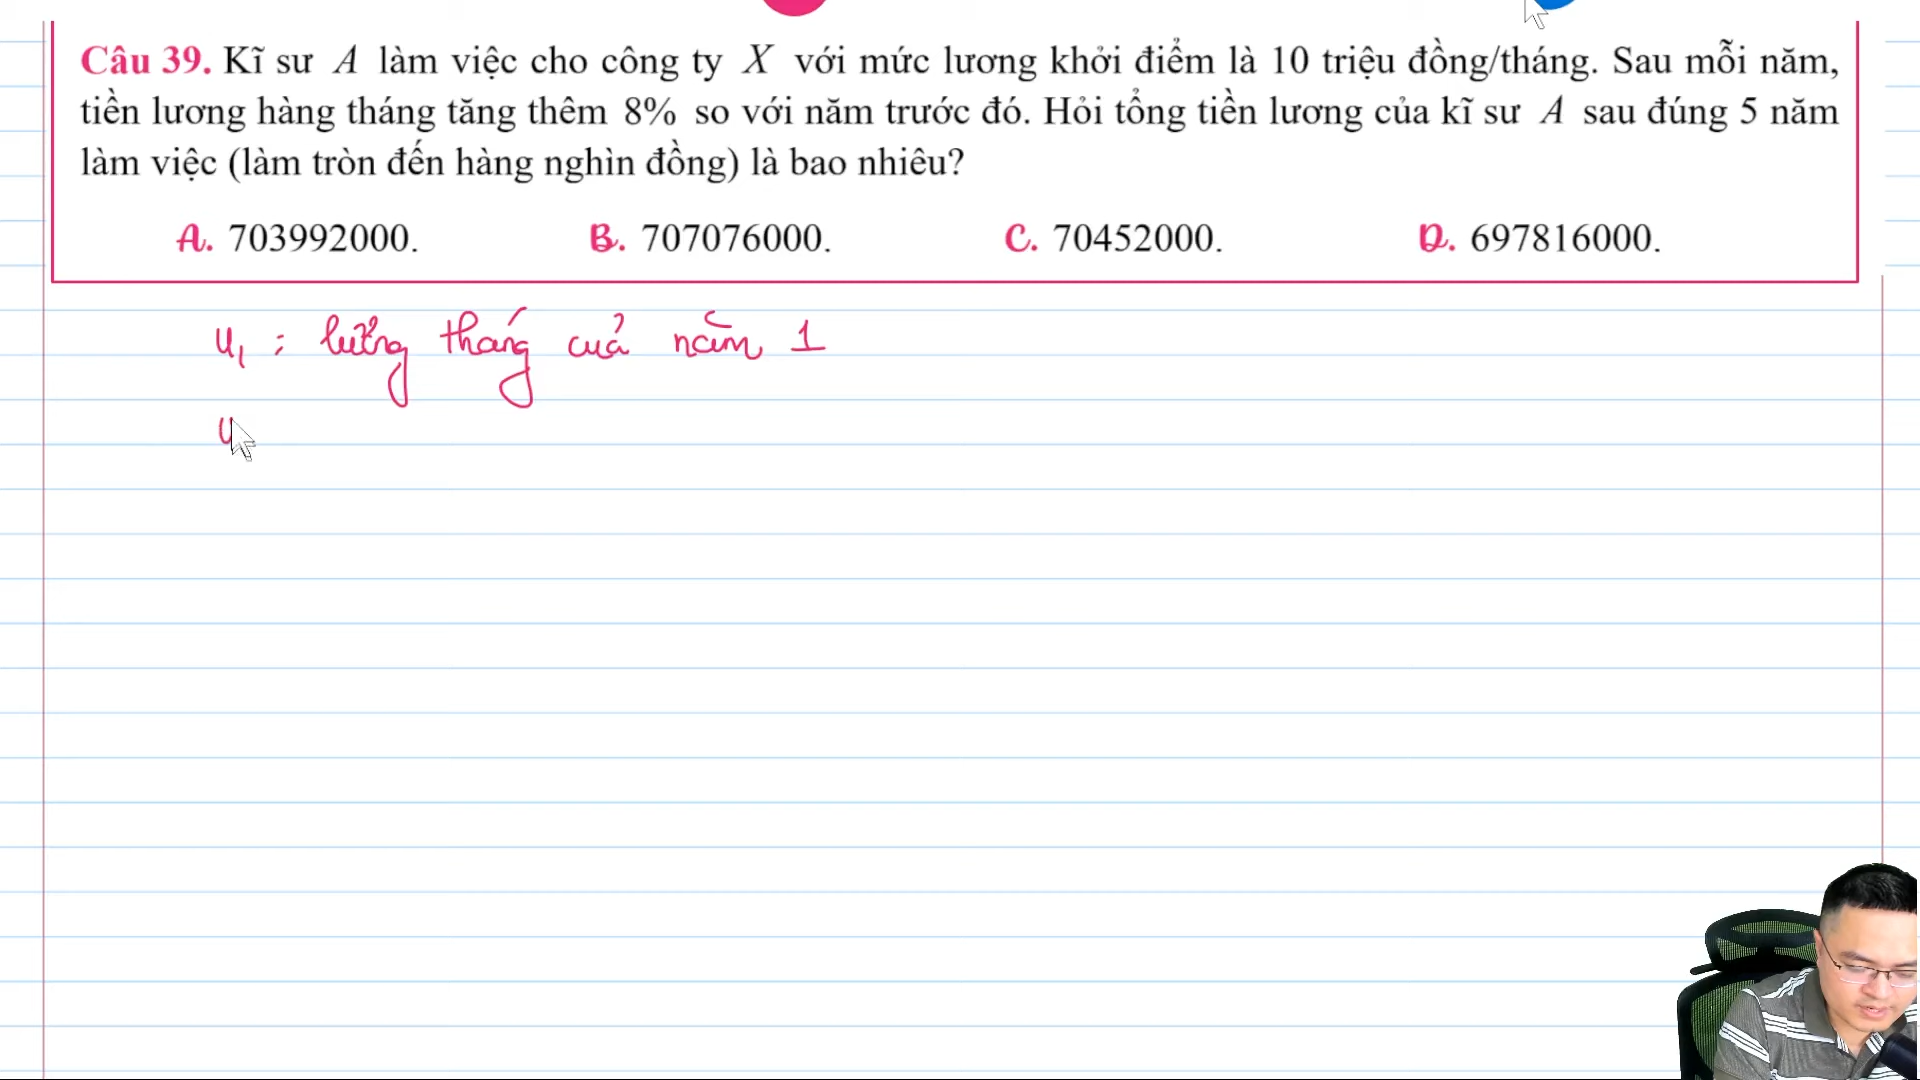 Câu 39. Kĩ sư A làm việc cho công ty X với mức lương khởi điểm là 10 triệu đồng/tháng. Sau mỗi năm,
tiền lương hàng tháng tăng thêm 8% so với năm trước đó. Hỏi tổng tiền lương của kĩ sư A sau đúng 5 năm
làm việc (làm tròn đến hàng nghìn đồng) là bao nhiêu?
A. 703992000. B. 707076000. C. 70452000. D. 697816000.
u₁ : lương tháng của năm 1
u